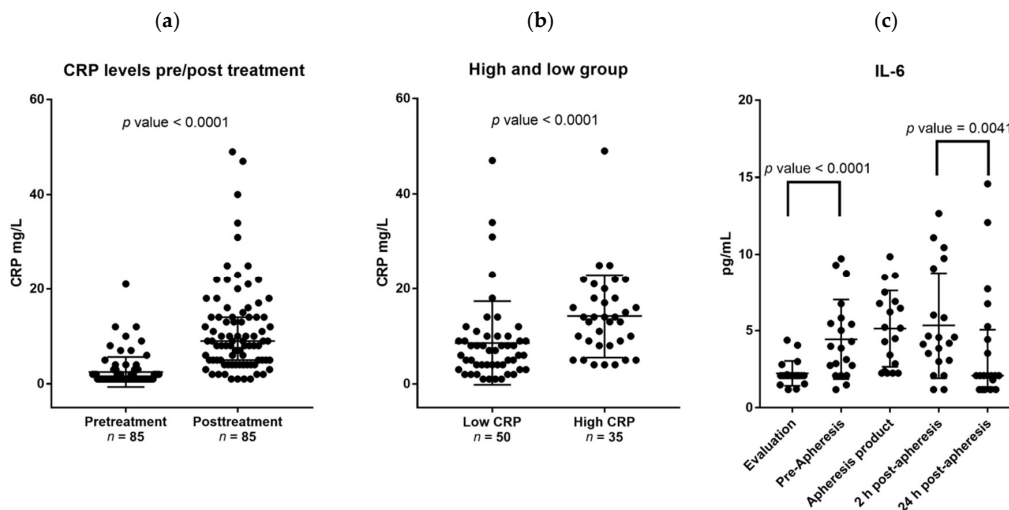 (a)
CRP levels pre/post treatment
60
40
20
0
CRP mg/L
p value < 0.0001
Pretreatment
n = 85
Posttreatment
n = 85
(b)
High and low group
60
40
20
0
CRP mg/L
p value < 0.0001
Low CRP
n = 50
High CRP
n = 35
(c)
IL-6
20
15
10
5
0
pg/mL
p value < 0.0001
p value = 0.0041
Evaluation
Pre-Apheresis
Apheresis product
2 h post-apheresis
24 h post-apheresis